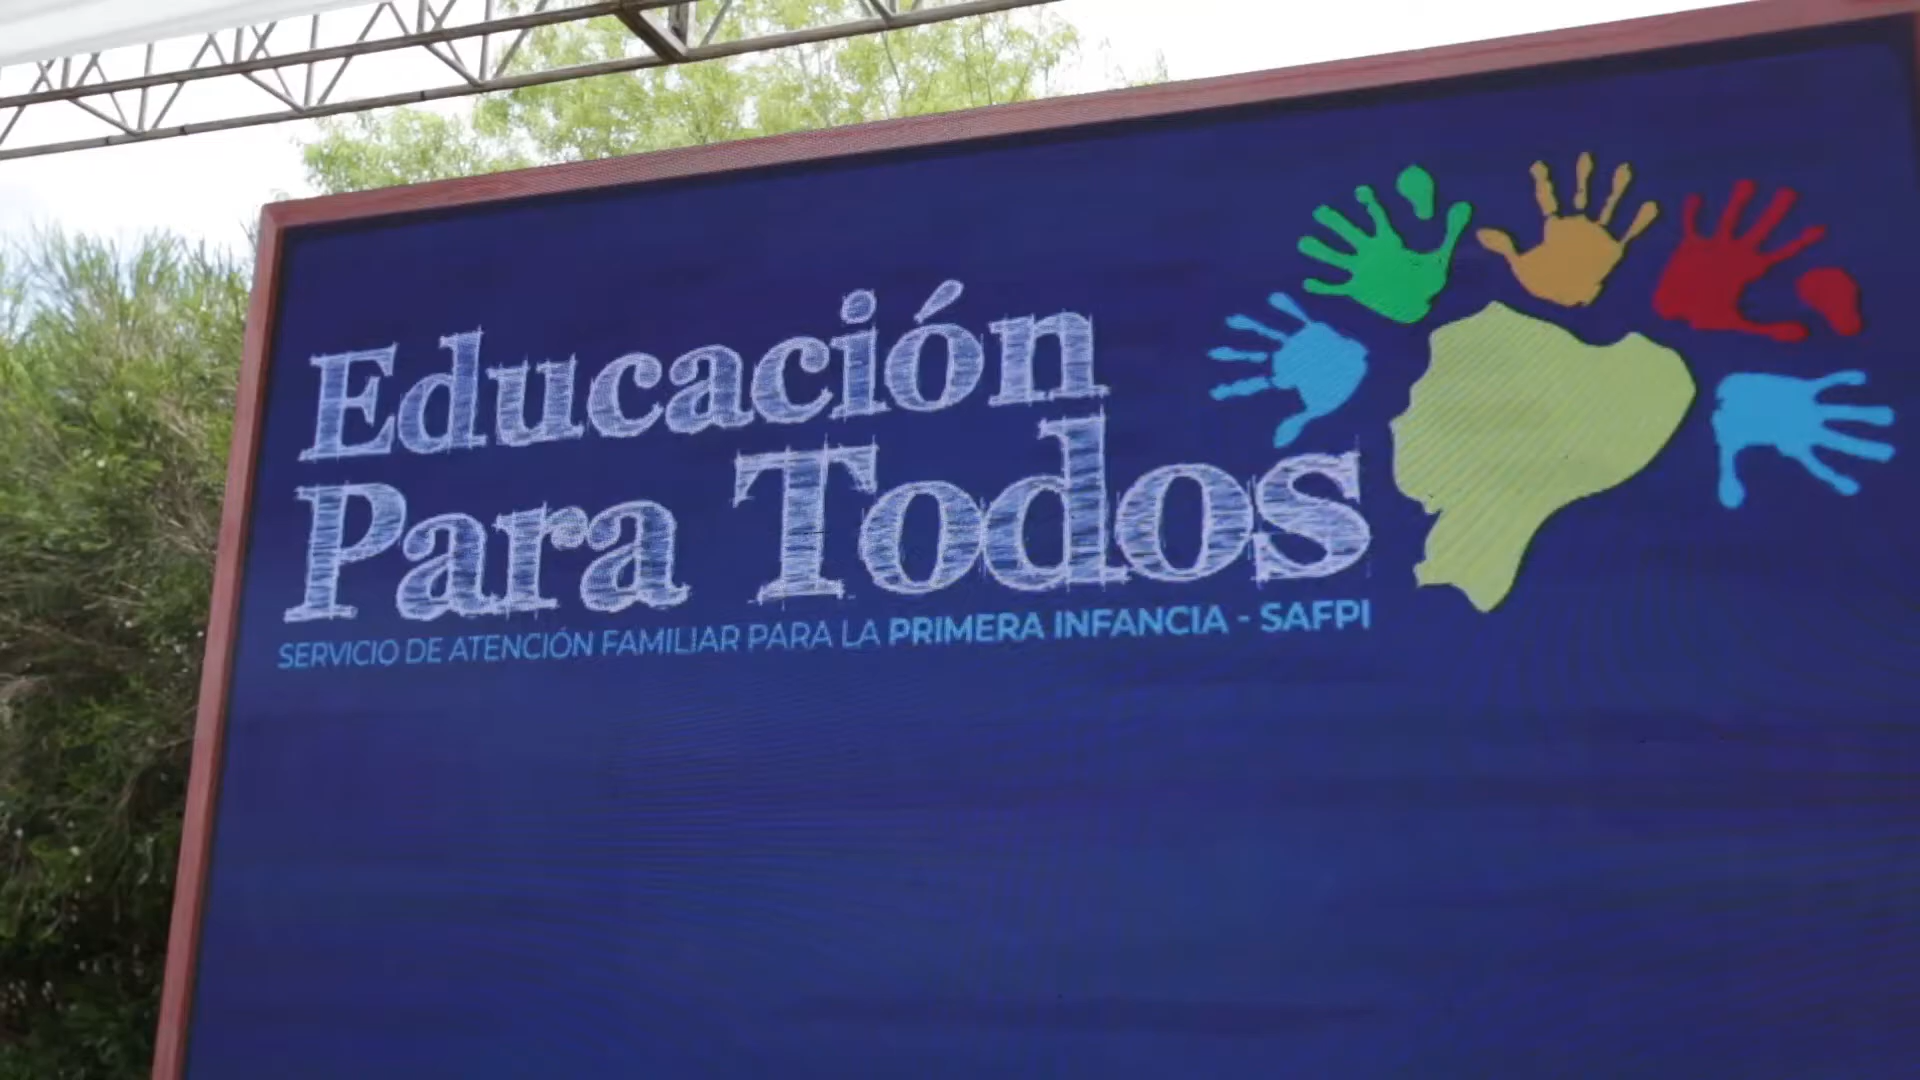 Educación
Para Todos
SERVICIO DE ATENCIÓN FAMILIAR PARA LA PRIMERA INFANCIA - SAFPI